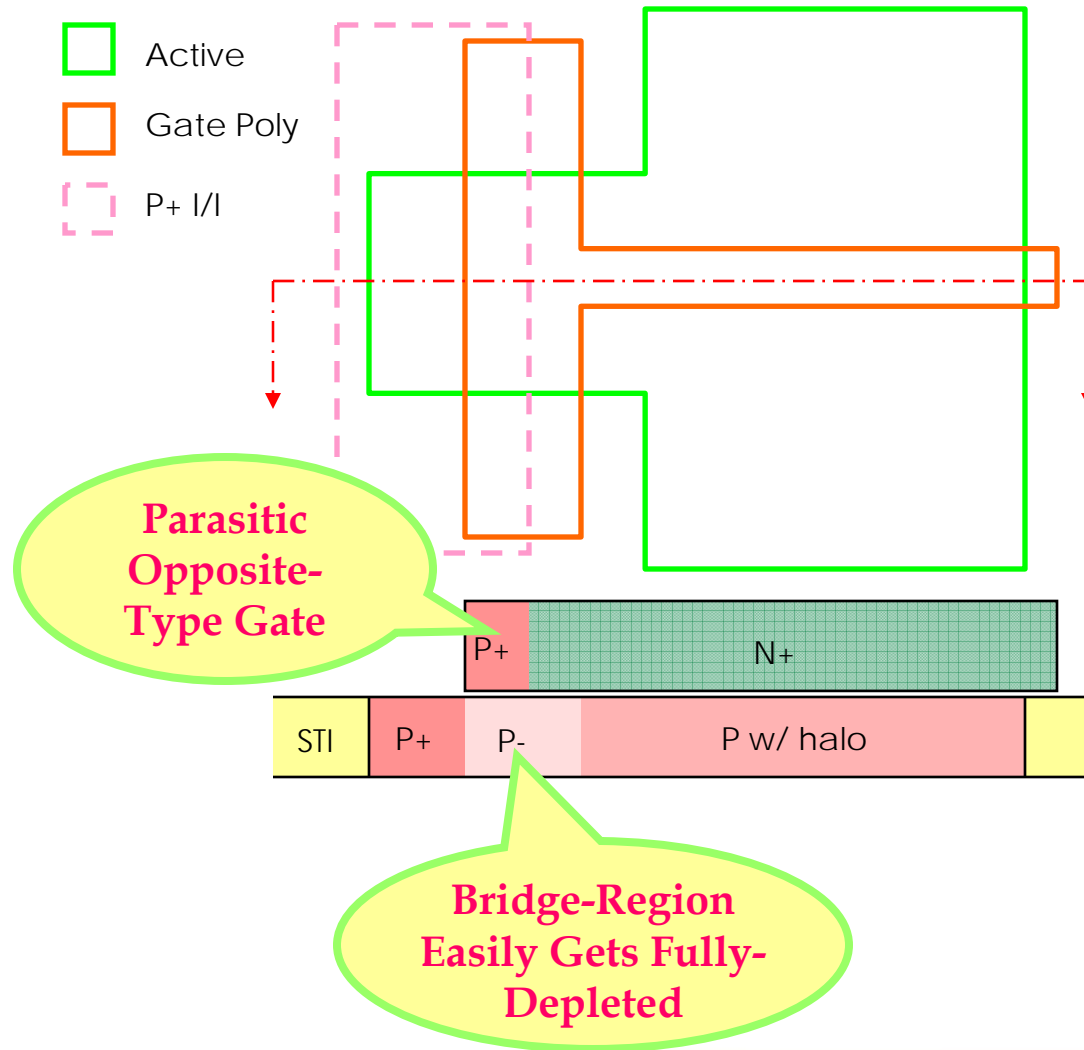 Active
Gate Poly
P+ I/I
Parasitic
Opposite-
Type Gate
P+
N+
STI
P+
P-
P w/ halo
Bridge-Region
Easily Gets Fully-
Depleted